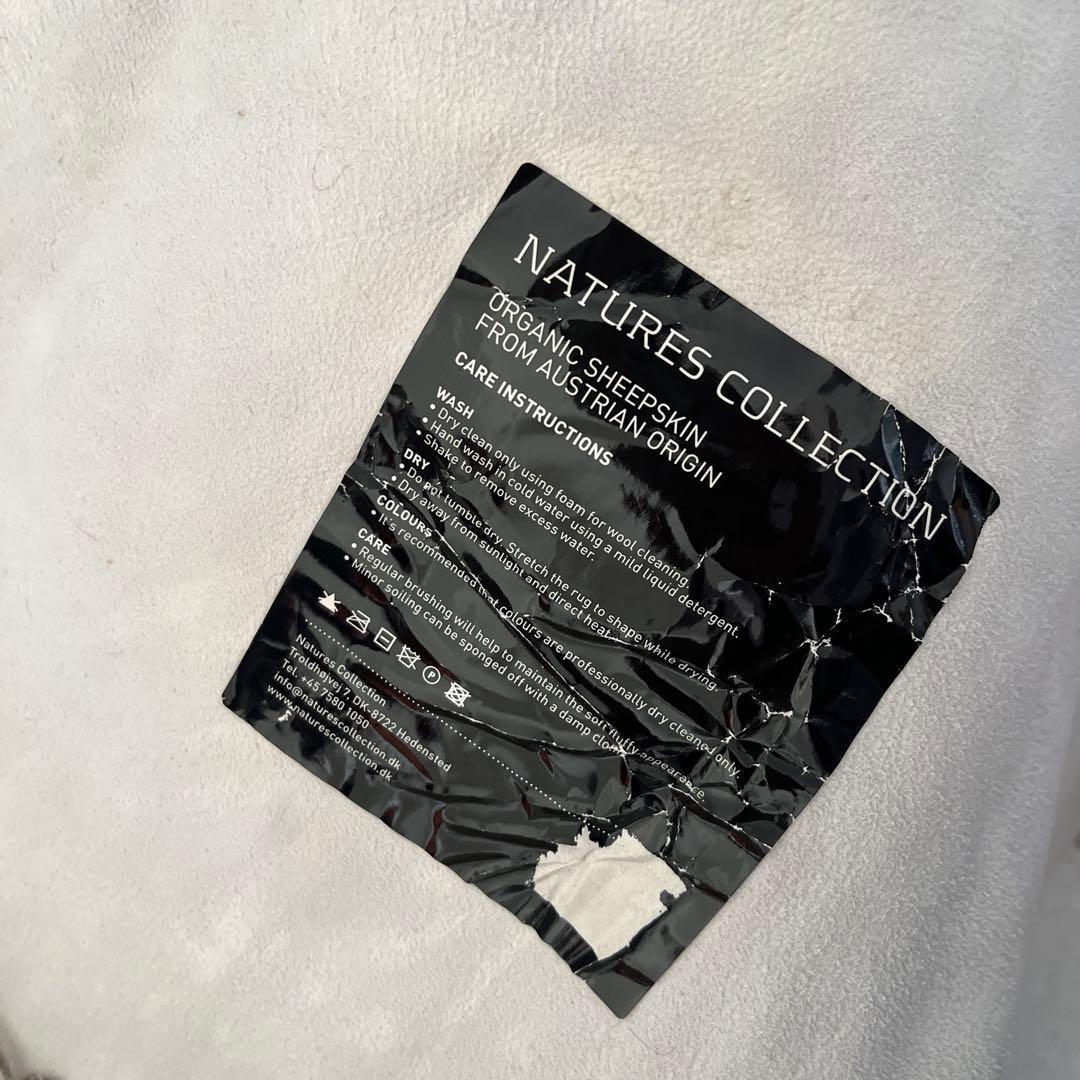 NATURES COLLECTION
ORGANIC SHEEPSKIN
FROM AUSTRIAN ORIGIN
CARE INSTRUCTIONS
WASH
• Dry clean only using foam for wool cleaning.
• Hand wash in cold water using a mild liquid detergent.
• Shake to remove excess water.
DRY
• Do not tumble dry. Stretch the rug to shape while drying.
• Dry away from sunlight and direct heat.
COLOURS
• It's recommended that colours are professionally dry cleaned only.
CARE
• Regular brushing will help to maintain the soft fluffy appearance.
Minor soiling can be sponged off with a damp cloth.
P
Natures Collection
Troldhøjvej 7, DK-8722 Hedensted
Tel. +45 7580 1050
info@naturescollection.dk
www.naturescollection.dk